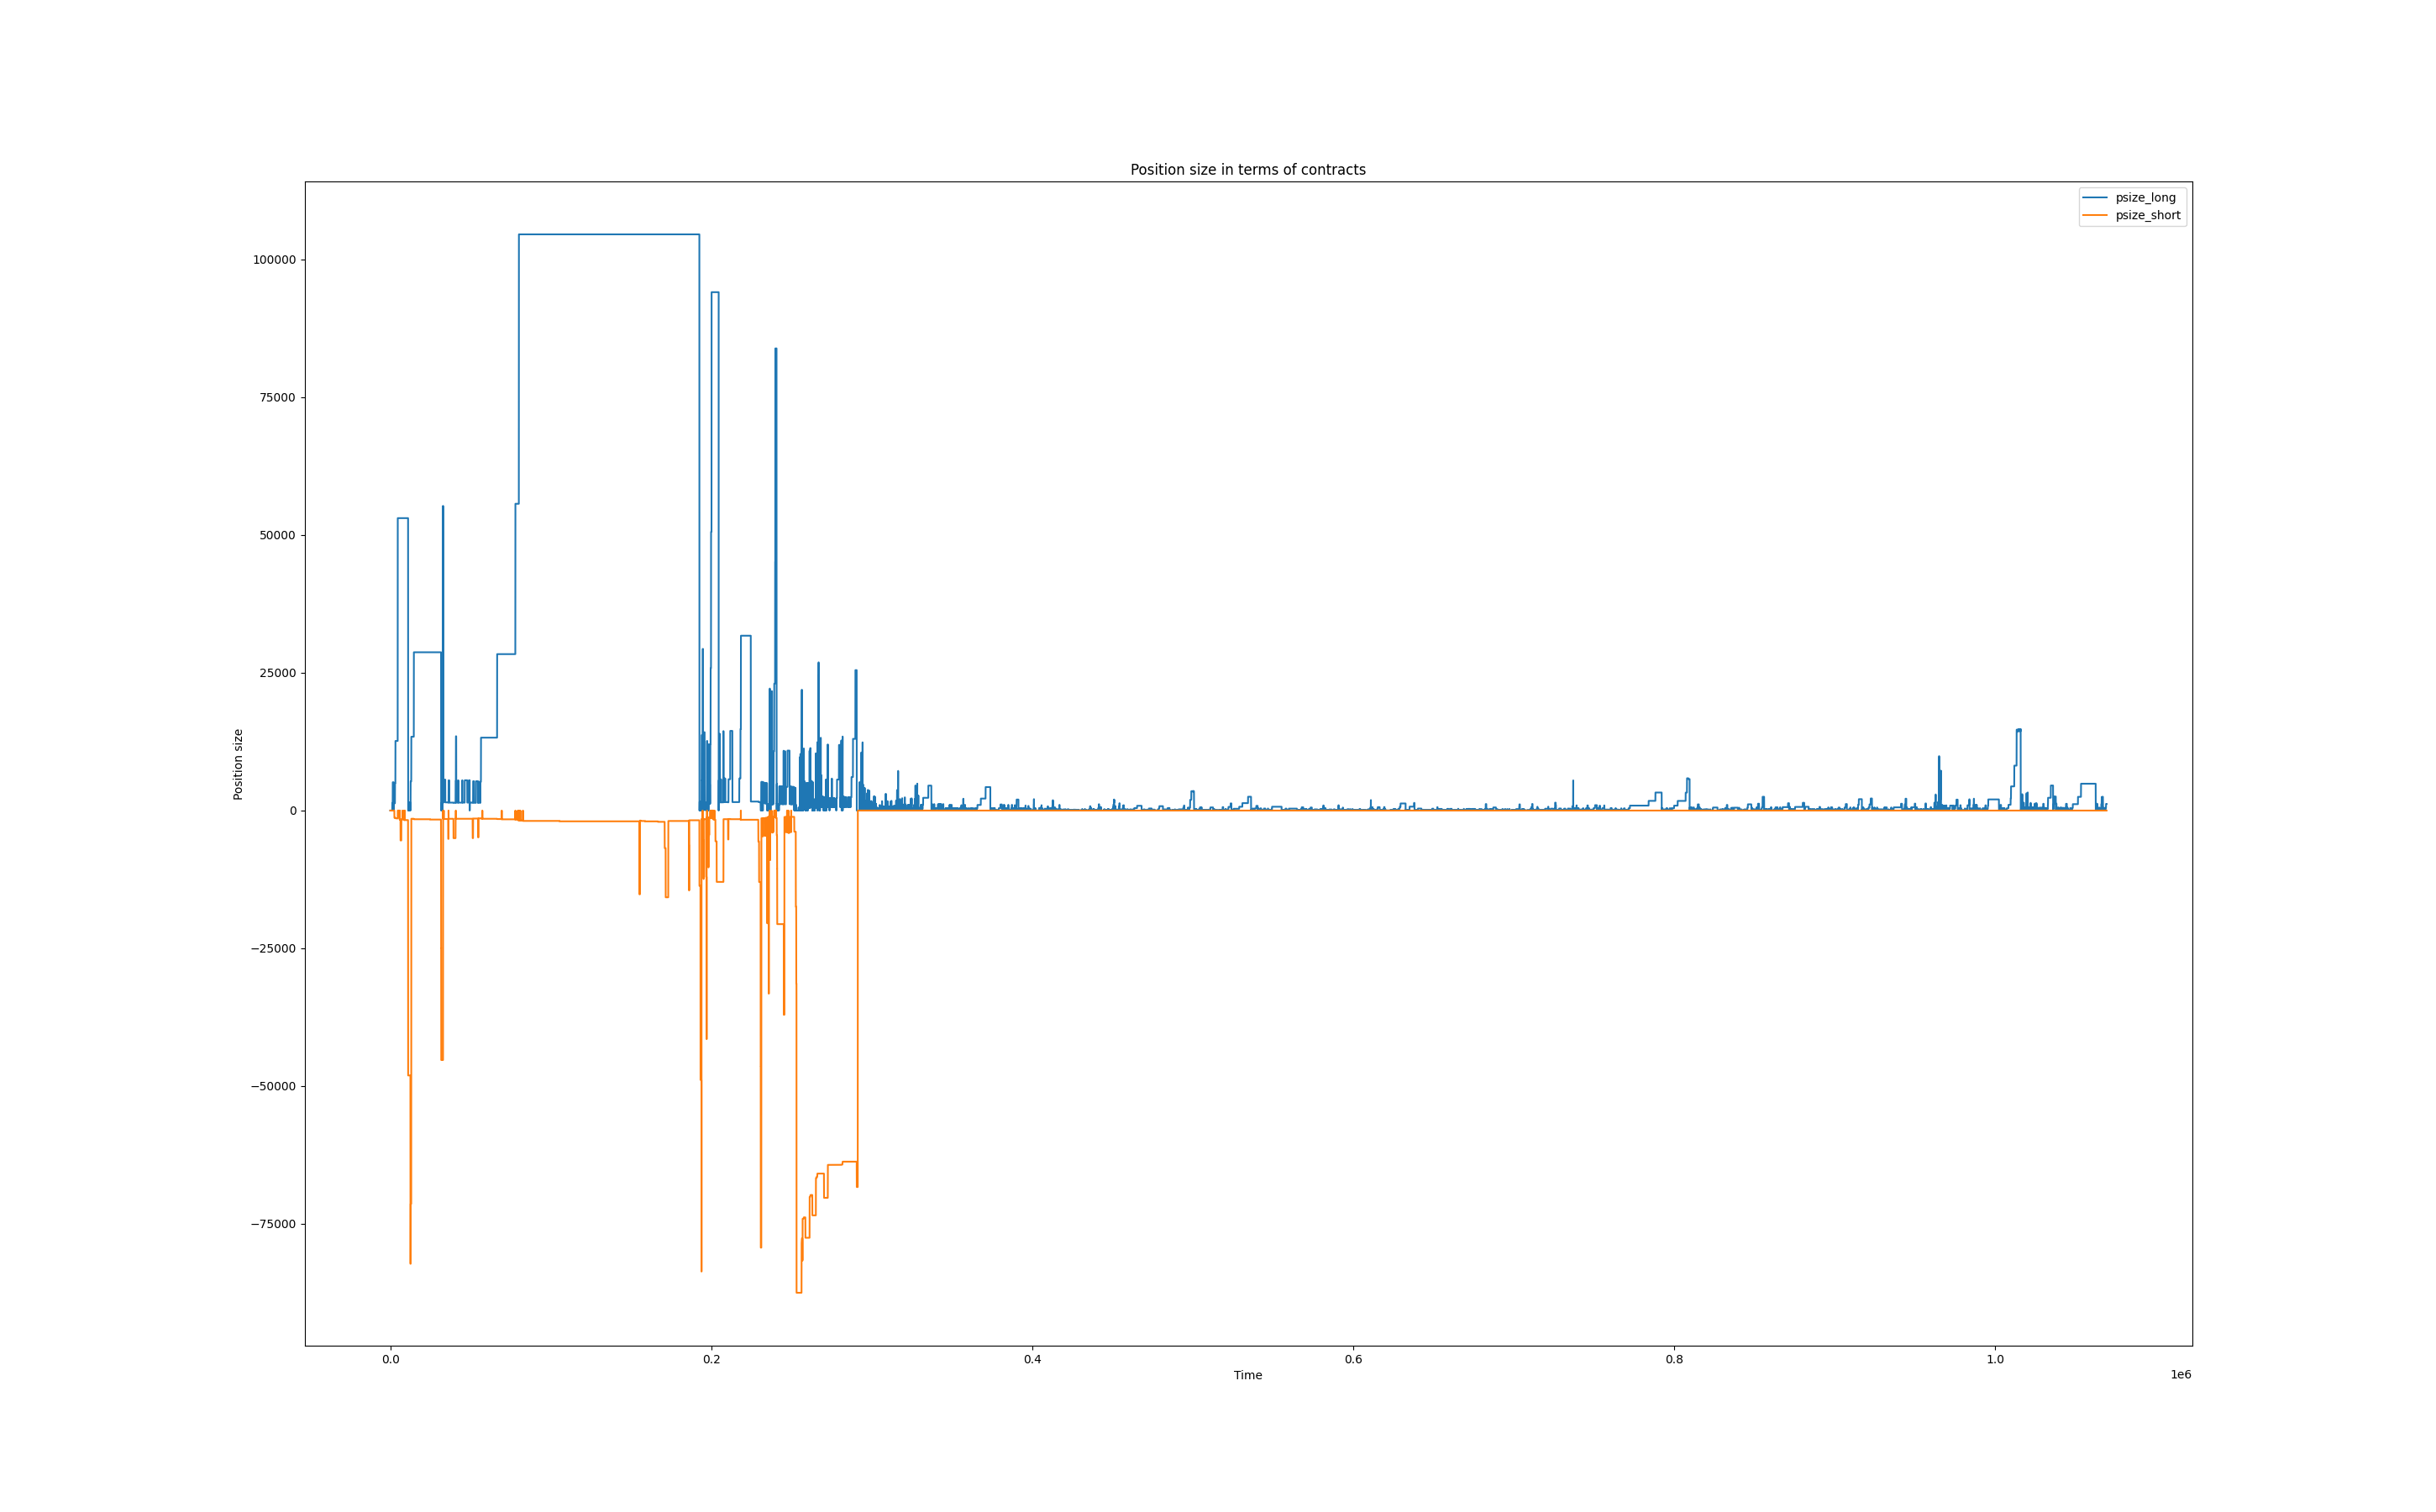 Position size in terms of contracts
psize_long
psize_short
100000
75000
50000
25000
0
−25000
−50000
−75000
Position size
0.0
0.2
0.4
0.6
0.8
1.0
Time
1e6